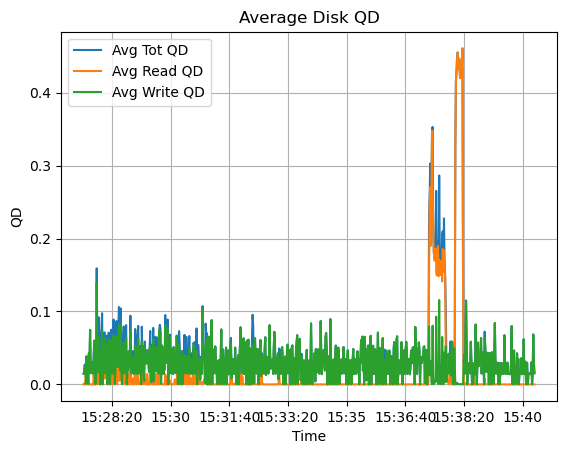 Average Disk QD
Avg Tot QD
Avg Read QD
Avg Write QD
QD
0.4
0.3
0.2
0.1
0.0
15:28:20 15:30 15:31:40 15:33:20 15:35 15:36:40 15:38:20 15:40
Time